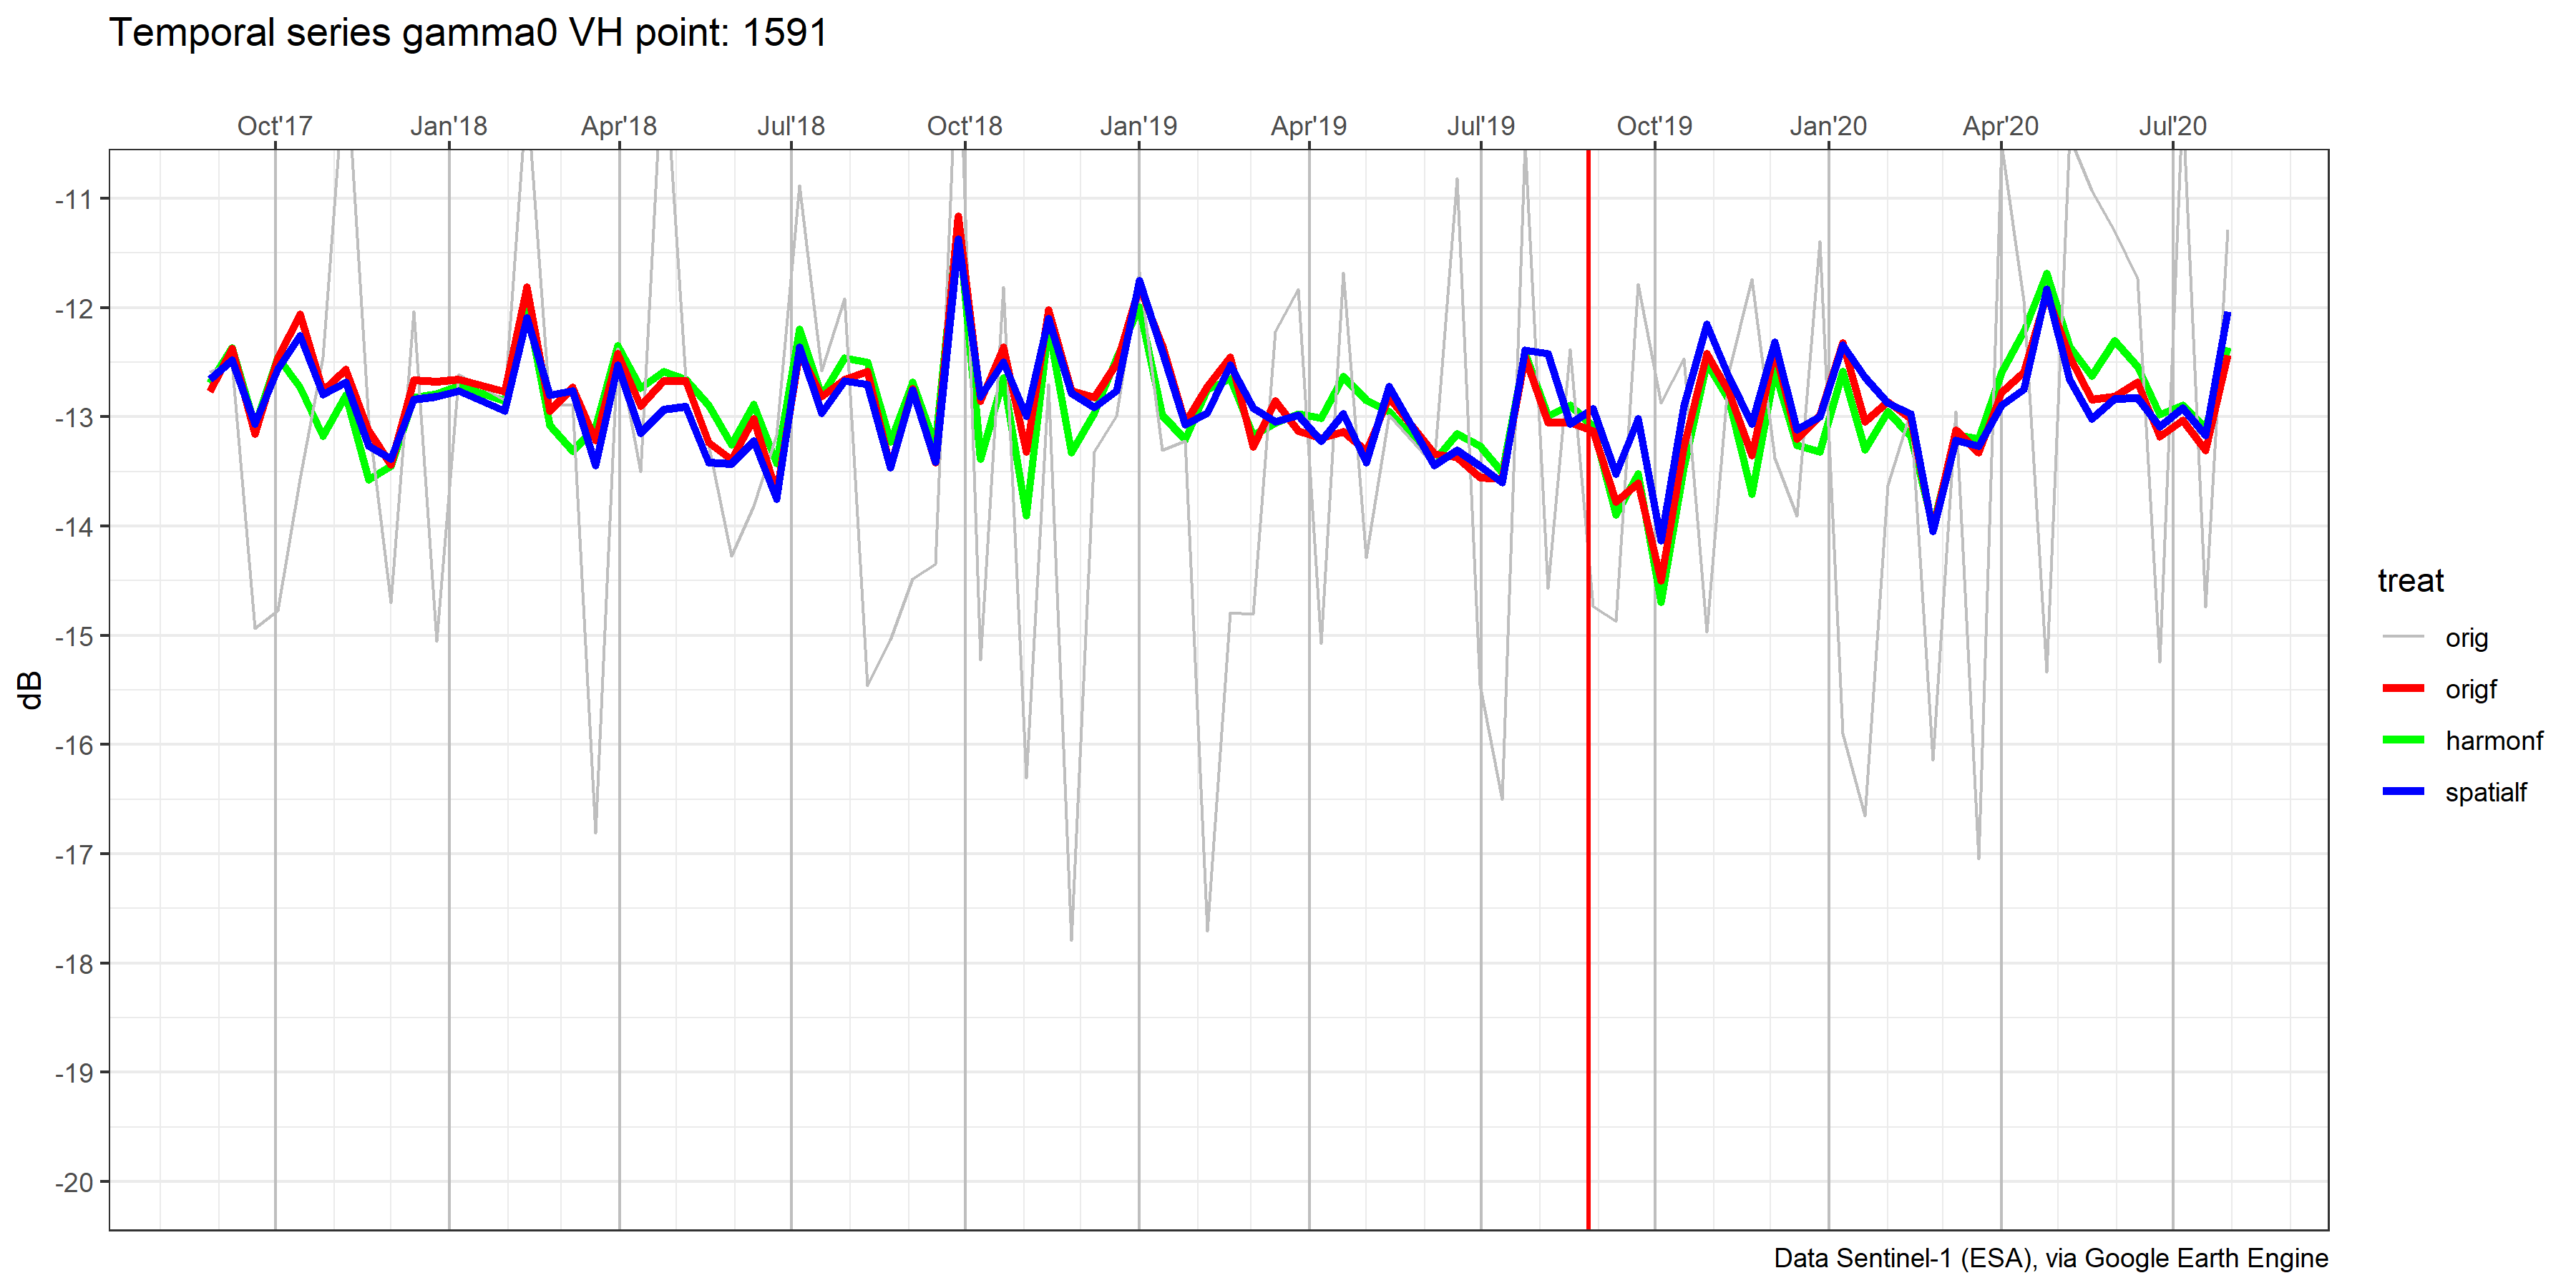 Temporal series gamma0 VH point: 1591
Oct'17 Jan'18 Apr'18 Jul'18 Oct'18 Jan'19 Apr'19 Jul'19 Oct'19 Jan'20 Apr'20 Jul'20
-11
-12
-13
-14
-15
-16
-17
-18
-19
-20
dB
treat
orig
origf
harmonf
spatialf
Data Sentinel-1 (ESA), via Google Earth Engine